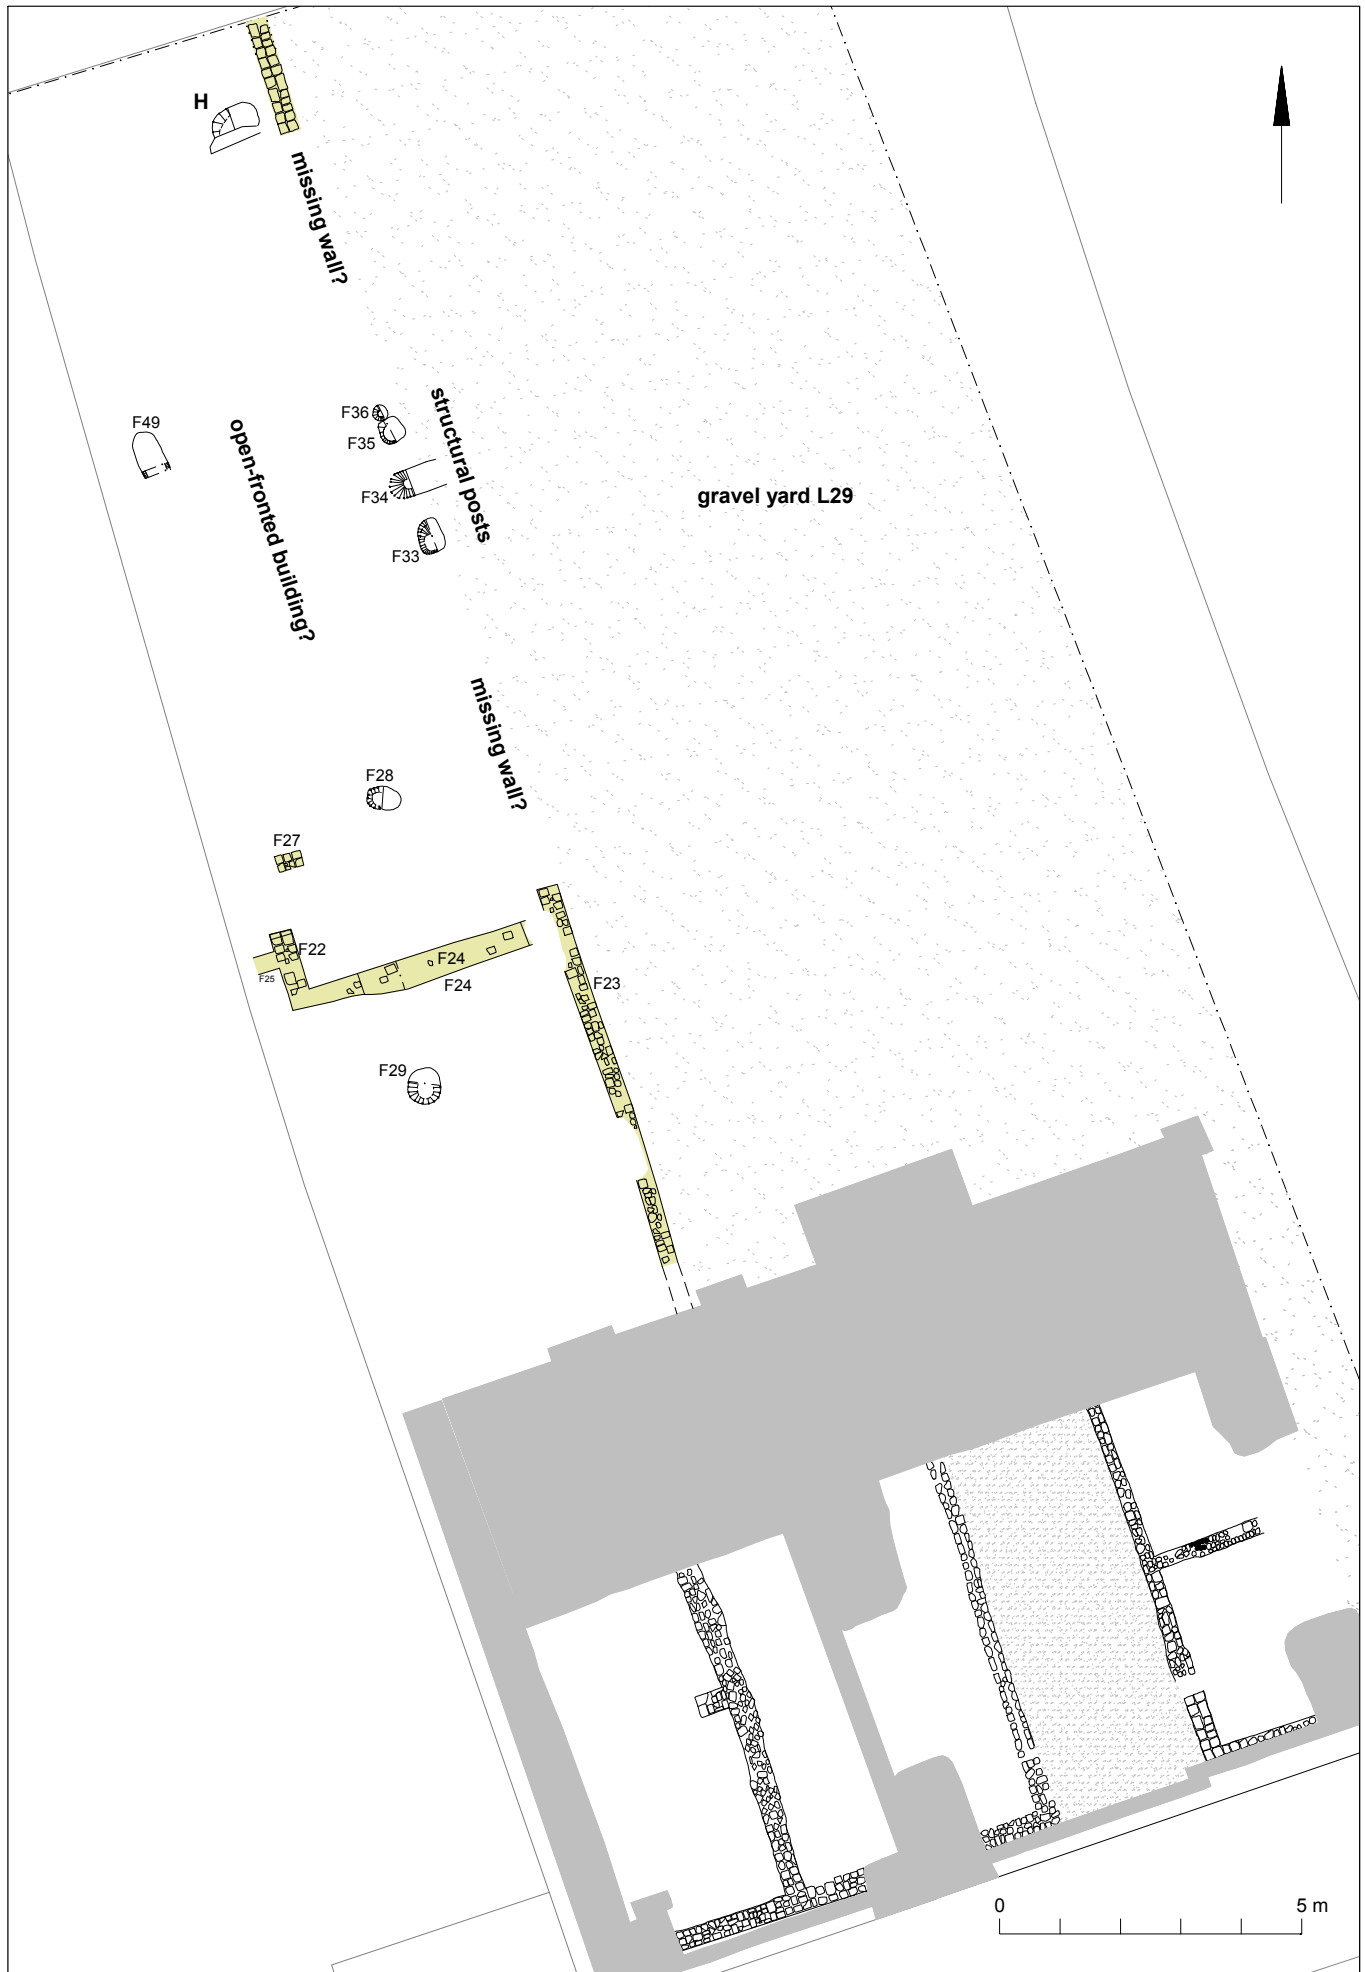 H
missing wall?
F36
structural posts
F49
F35
open-fronted building?
F34
gravel yard L29
F33
missing wall?
F28
F27
F22
F24
F25
F24
F23
F29
0 5 m